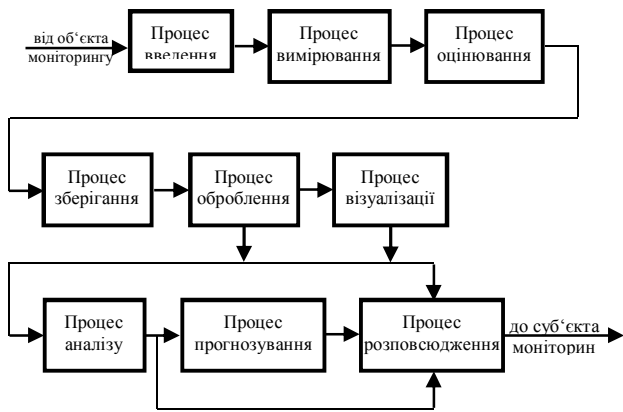 від об‘єкта
моніторингу
Процес
введення
Процес
вимірювання
Процес
оцінювання
Процес
зберігання
Процес
оброблення
Процес
візуалізації
Процес
аналізу
Процес
прогнозування
Процес
розповсюдження
до суб‘єкта
моніторин